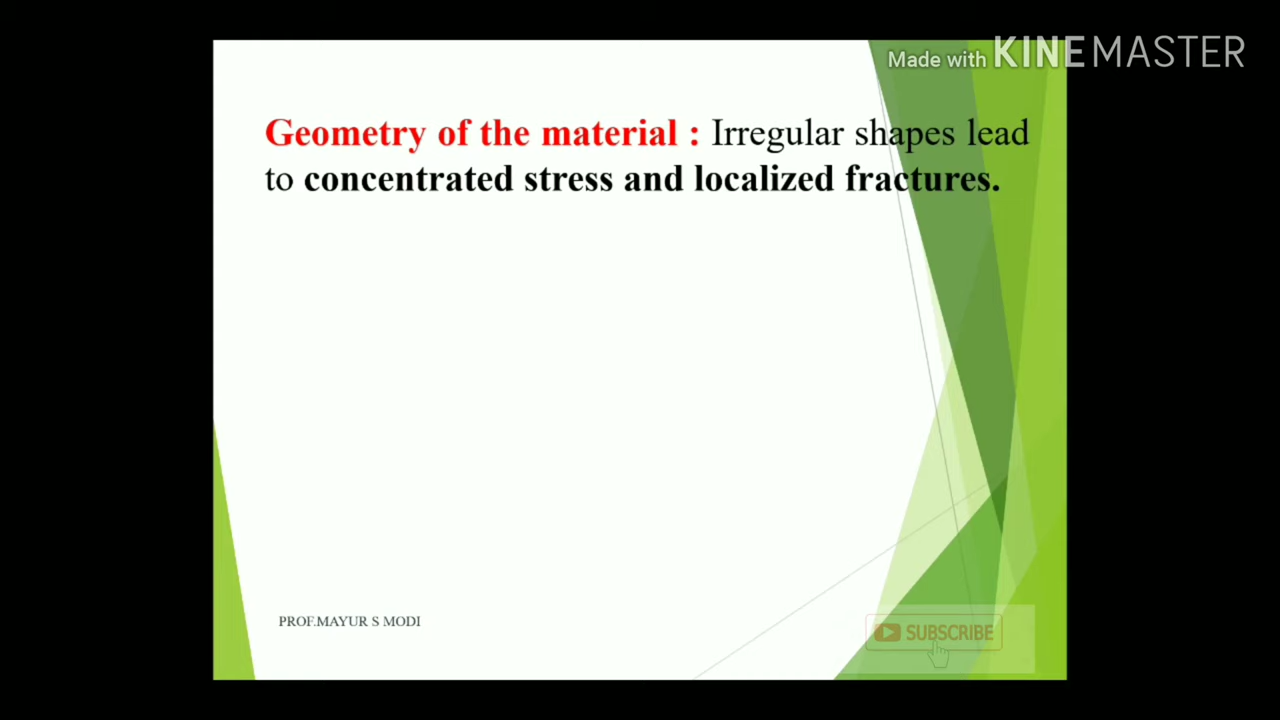 Made with KINEMASTER
Geometry of the material : Irregular shapes lead
to concentrated stress and localized fractures.
PROF.MAYUR S MODI
SUBSCRIBE